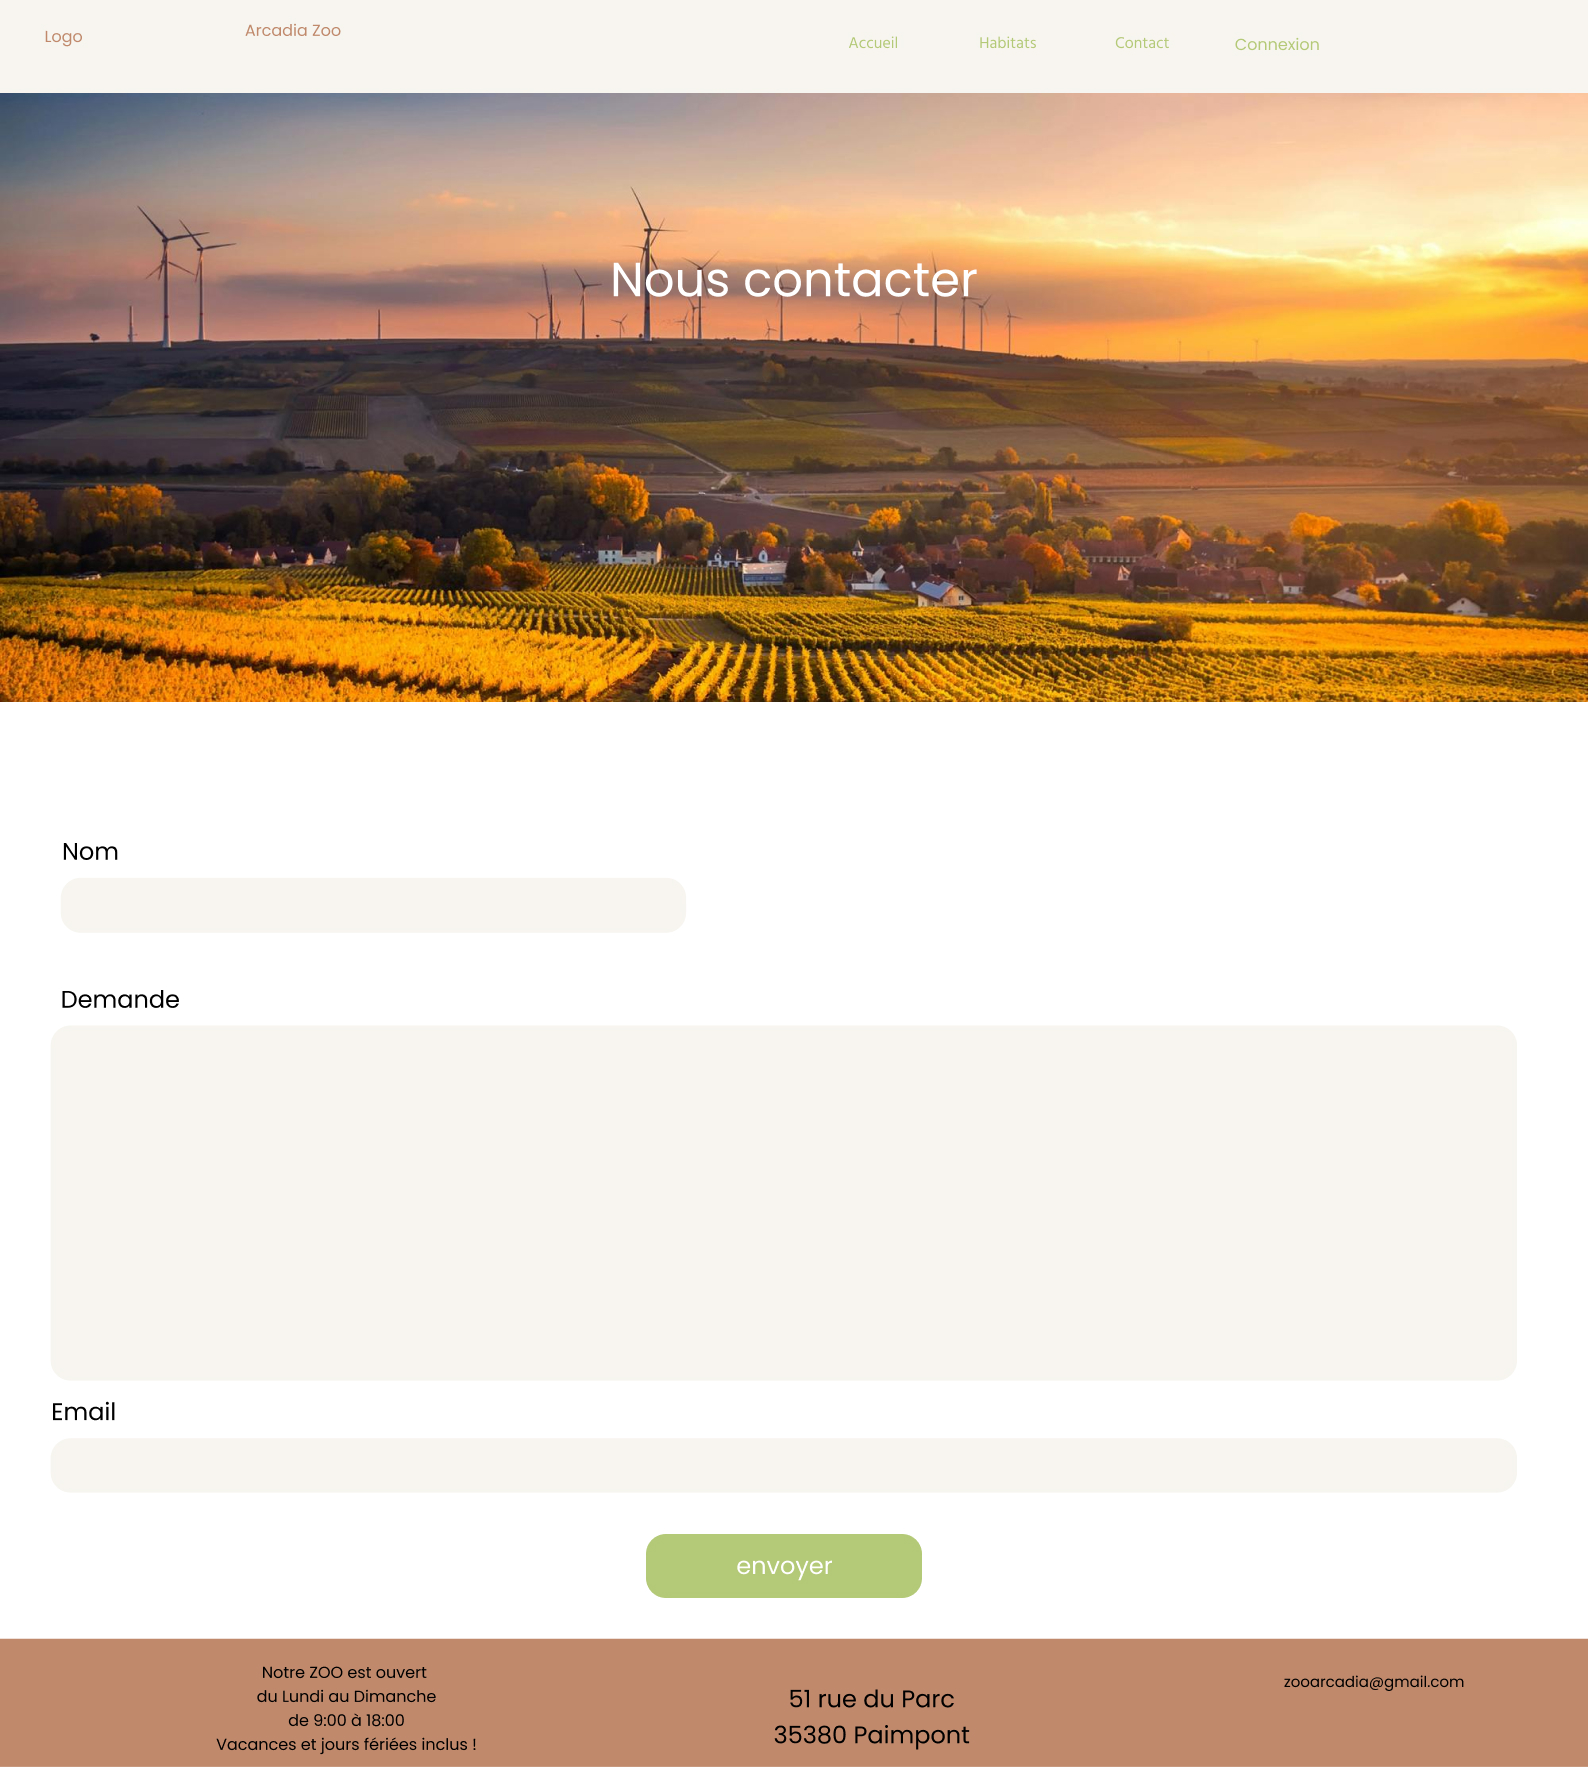 Logo
Arcadia Zoo
Accueil
Habitats
Contact
Connexion
Nous contacter
Nom
Demande
Email
envoyer
Notre ZOO est ouvert
du Lundi au Dimanche
de 9:00 à 18:00
Vacances et jours fériées inclus !
51 rue du Parc
35380 Paimpont
zooarcadia@gmail.com